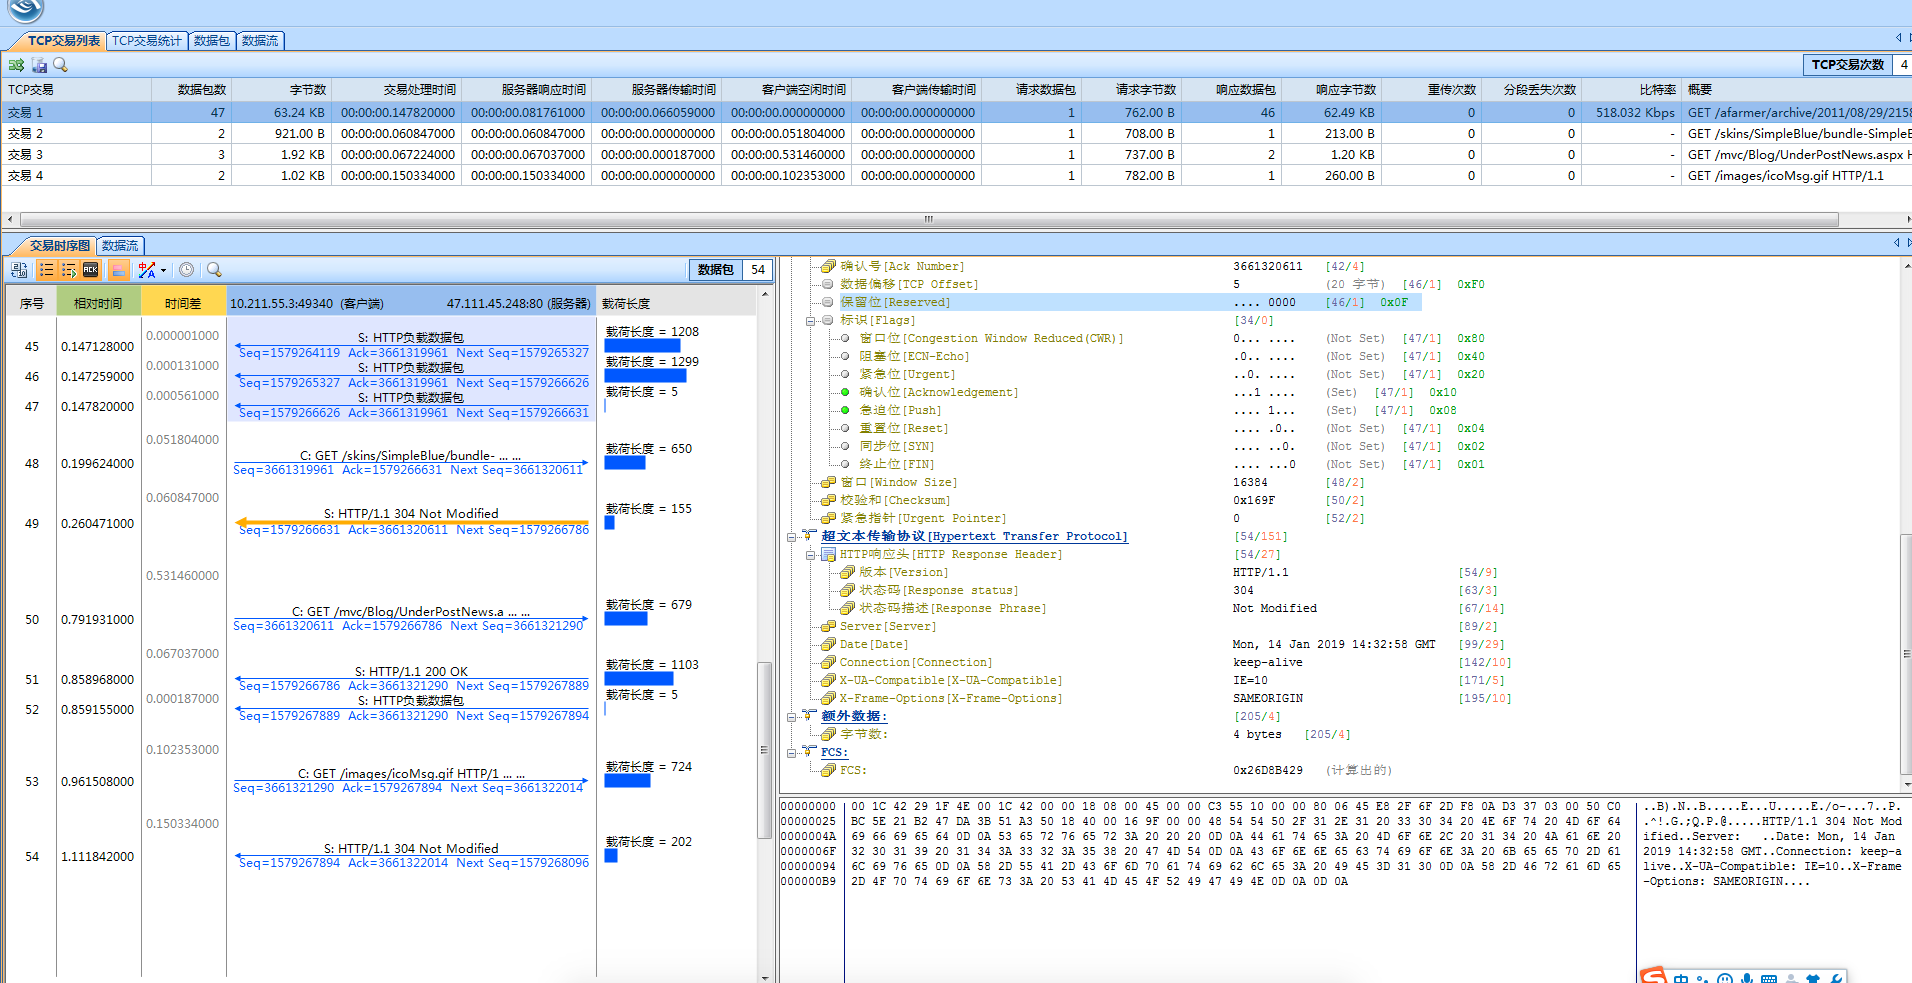 TCP交易列表 TCP交易统计 数据包 数据流
TCP交易次数 4
TCP交易 数据包数 字节数 交易处理时间 服务器响应时间 服务器传输时间 客户端空闲时间 客户端传输时间 请求数据包 请求字节数 响应数据包 响应字节数 重传次数 分段丢失次数 比特率 概要
交易 1 47 63.24 KB 00:00:00.147820000 00:00:00.081761000 00:00:00.066059000 00:00:00.000000000 00:00:00.000000000 1 762.00 B 46 62.49 KB 0 0 518.032 Kbps GET /afarmer/archive/2011/08/29/2158
交易 2 2 921.00 B 00:00:00.060847000 00:00:00.060847000 00:00:00.000000000 00:00:00.051804000 00:00:00.000000000 1 708.00 B 1 213.00 B 0 0 - GET /skins/SimpleBlue/bundle-SimpleE
交易 3 3 1.92 KB 00:00:00.067224000 00:00:00.067037000 00:00:00.000187000 00:00:00.531460000 00:00:00.000000000 1 737.00 B 2 1.20 KB 0 0 - GET /mvc/Blog/UnderPostNews.aspx H
交易 4 2 1.02 KB 00:00:00.150334000 00:00:00.150334000 00:00:00.000000000 00:00:00.102353000 00:00:00.000000000 1 782.00 B 1 260.00 B 0 0 - GET /images/icoMsg.gif HTTP/1.1
交易时序图 数据流
ACK 数据包 54
序号 相对时间 时间差 10.211.55.3:49340 (客户端) 47.111.45.248:80 (服务器) 载荷长度
0.000001000 S: HTTP负载数据包 载荷长度 = 1208
45 0.147128000 Seq=1579264119 Ack=3661319961 Next Seq=1579265327
0.000131000 S: HTTP负载数据包 载荷长度 = 1299
46 0.147259000 Seq=1579265327 Ack=3661319961 Next Seq=1579266626
0.000561000 S: HTTP负载数据包 载荷长度 = 5
47 0.147820000 Seq=1579266626 Ack=3661319961 Next Seq=1579266631
0.051804000 C: GET /skins/SimpleBlue/bundle- ... ... 载荷长度 = 650
48 0.199624000 Seq=3661319961 Ack=1579266631 Next Seq=3661320611
0.060847000 S: HTTP/1.1 304 Not Modified 载荷长度 = 155
49 0.260471000 Seq=1579266631 Ack=3661320611 Next Seq=1579266786
0.531460000 C: GET /mvc/Blog/UnderPostNews.a ... ... 载荷长度 = 679
50 0.791931000 Seq=3661320611 Ack=1579266786 Next Seq=3661321290
0.067037000 S: HTTP/1.1 200 OK 载荷长度 = 1103
51 0.858968000 Seq=1579266786 Ack=3661321290 Next Seq=1579267889
0.000187000 S: HTTP负载数据包 载荷长度 = 5
52 0.859155000 Seq=1579267889 Ack=3661321290 Next Seq=1579267894
0.102353000 C: GET /images/icoMsg.gif HTTP/1 ... ... 载荷长度 = 724
53 0.961508000 Seq=3661321290 Ack=1579267894 Next Seq=3661322014
0.150334000 S: HTTP/1.1 304 Not Modified 载荷长度 = 202
54 1.111842000 Seq=1579267894 Ack=3661322014 Next Seq=1579268096
确认号[Ack Number] 3661320611 [42/4]
数据偏移[TCP Offset] 5 (20 字节) [46/1] 0xF0
保留位[Reserved] .... 0000 [46/1] 0x0F
标识[Flags] [34/0]
窗口位[Congestion Window Reduced(CWR)] 0... .... (Not Set) [47/1] 0x80
阻塞位[ECN-Echo] .0.. .... (Not Set) [47/1] 0x40
紧急位[Urgent] ..0. .... (Not Set) [47/1] 0x20
确认位[Acknowledgement] ...1 .... (Set) [47/1] 0x10
急迫位[Push] .... 1... (Set) [47/1] 0x08
重置位[Reset] .... .0.. (Not Set) [47/1] 0x04
同步位[SYN] .... ..0. (Not Set) [47/1] 0x02
终止位[FIN] .... ...0 (Not Set) [47/1] 0x01
窗口[Window Size] 16384 [48/2]
校验和[Checksum] 0x169F [50/2]
紧急指针[Urgent Pointer] 0 [52/2]
超文本传输协议[Hypertext Transfer Protocol] [54/151]
HTTP响应头[HTTP Response Header] [54/27]
版本[Version] HTTP/1.1 [54/9]
状态码[Response status] 304 [63/3]
状态码描述[Response Phrase] Not Modified [67/14]
Server[Server] [89/2]
Date[Date] Mon, 14 Jan 2019 14:32:58 GMT [99/29]
Connection[Connection] keep-alive [142/10]
X-UA-Compatible[X-UA-Compatible] IE=10 [171/5]
X-Frame-Options[X-Frame-Options] SAMEORIGIN [195/10]
额外数据: [205/4]
字节数: 4 bytes [205/4]
FCS:
FCS: 0x26D8B429 (计算出的)
00000000 00 1C 42 29 1F 4E 00 1C 42 00 00 18 08 00 45 00 00 C3 55 10 00 00 80 06 45 E8 2F 6F 2D F8 0A D3 37 03 00 50 C0 ..B).N..B.....E...U.....E./o-...7..P.
00000025 BC 5E 21 B2 47 DA 3B 51 A3 50 18 40 00 16 9F 00 00 48 54 54 50 2F 31 2E 31 20 33 30 34 20 4E 6F 74 20 4D 6F 64 .^!.G.;Q.P.@.....HTTP/1.1 304 Not Mod
0000004A 69 66 69 65 64 0D 0A 53 65 72 76 65 72 3A 20 20 20 0D 0A 44 61 74 65 3A 20 4D 6F 6E 2C 20 31 34 20 4A 61 6E 20 ified..Server:   ..Date: Mon, 14 Jan
0000006F 32 30 31 39 20 31 34 3A 33 32 3A 35 38 20 47 4D 54 0D 0A 43 6F 6E 6E 65 63 74 69 6F 6E 3A 20 6B 65 65 70 2D 61 2019 14:32:58 GMT..Connection: keep-a
00000094 6C 69 76 65 0D 0A 58 2D 55 41 2D 43 6F 6D 70 61 74 69 62 6C 65 3A 20 49 45 3D 31 30 0D 0A 58 2D 46 72 61 6D 65 live..X-UA-Compatible: IE=10..X-Frame
000000B9 2D 4F 70 74 69 6F 6E 73 3A 20 53 41 4D 45 4F 52 49 47 49 4E 0D 0A 0D 0A -Options: SAMEORIGIN....
中